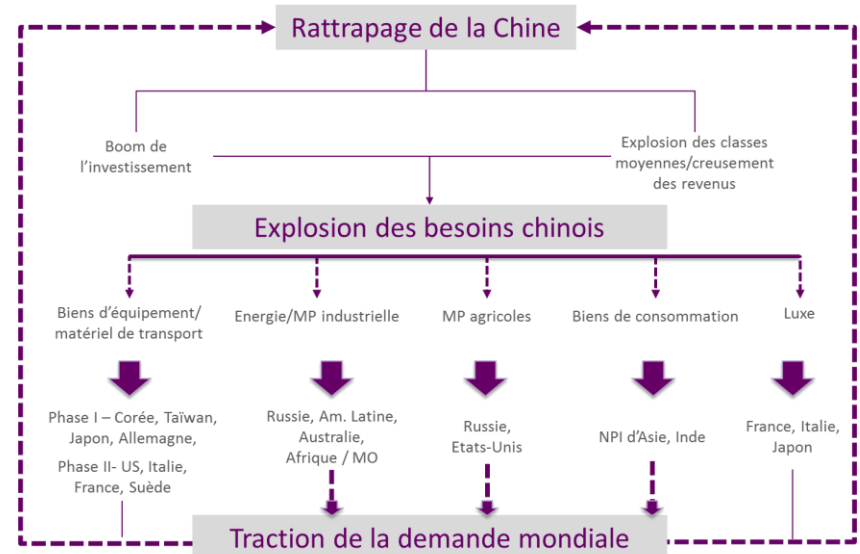 Rattrapage de la Chine
Boom de
l'investissement
Explosion des classes
moyennes/creusement
des revenus
Explosion des besoins chinois
Biens d'équipement/
matériel de transport
Energie/MP industrielle
MP agricoles
Biens de consommation
Luxe
Phase I – Corée, Taïwan,
Japon, Allemagne,
Phase II- US, Italie,
France, Suède
Russie, Am. Latine,
Australie,
Afrique / MO
Russie,
Etats-Unis
NPI d'Asie, Inde
France, Italie,
Japon
Traction de la demande mondiale